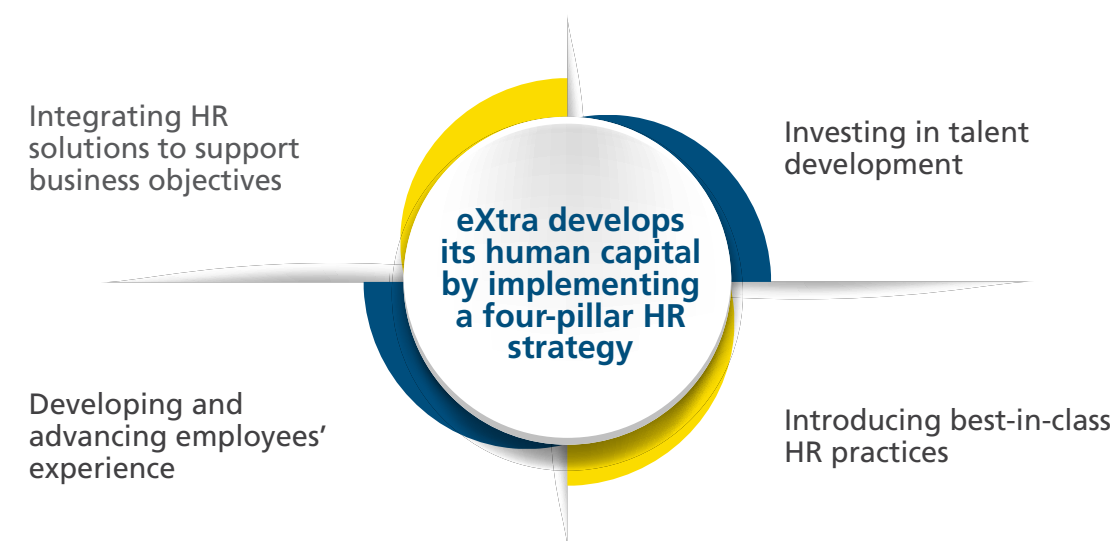 Integrating HR
solutions to support
business objectives
Investing in talent
development
eXtra develops
its human capital
by implementing
a four-pillar HR
strategy
Developing and
advancing employees’
experience
Introducing best-in-class
HR practices